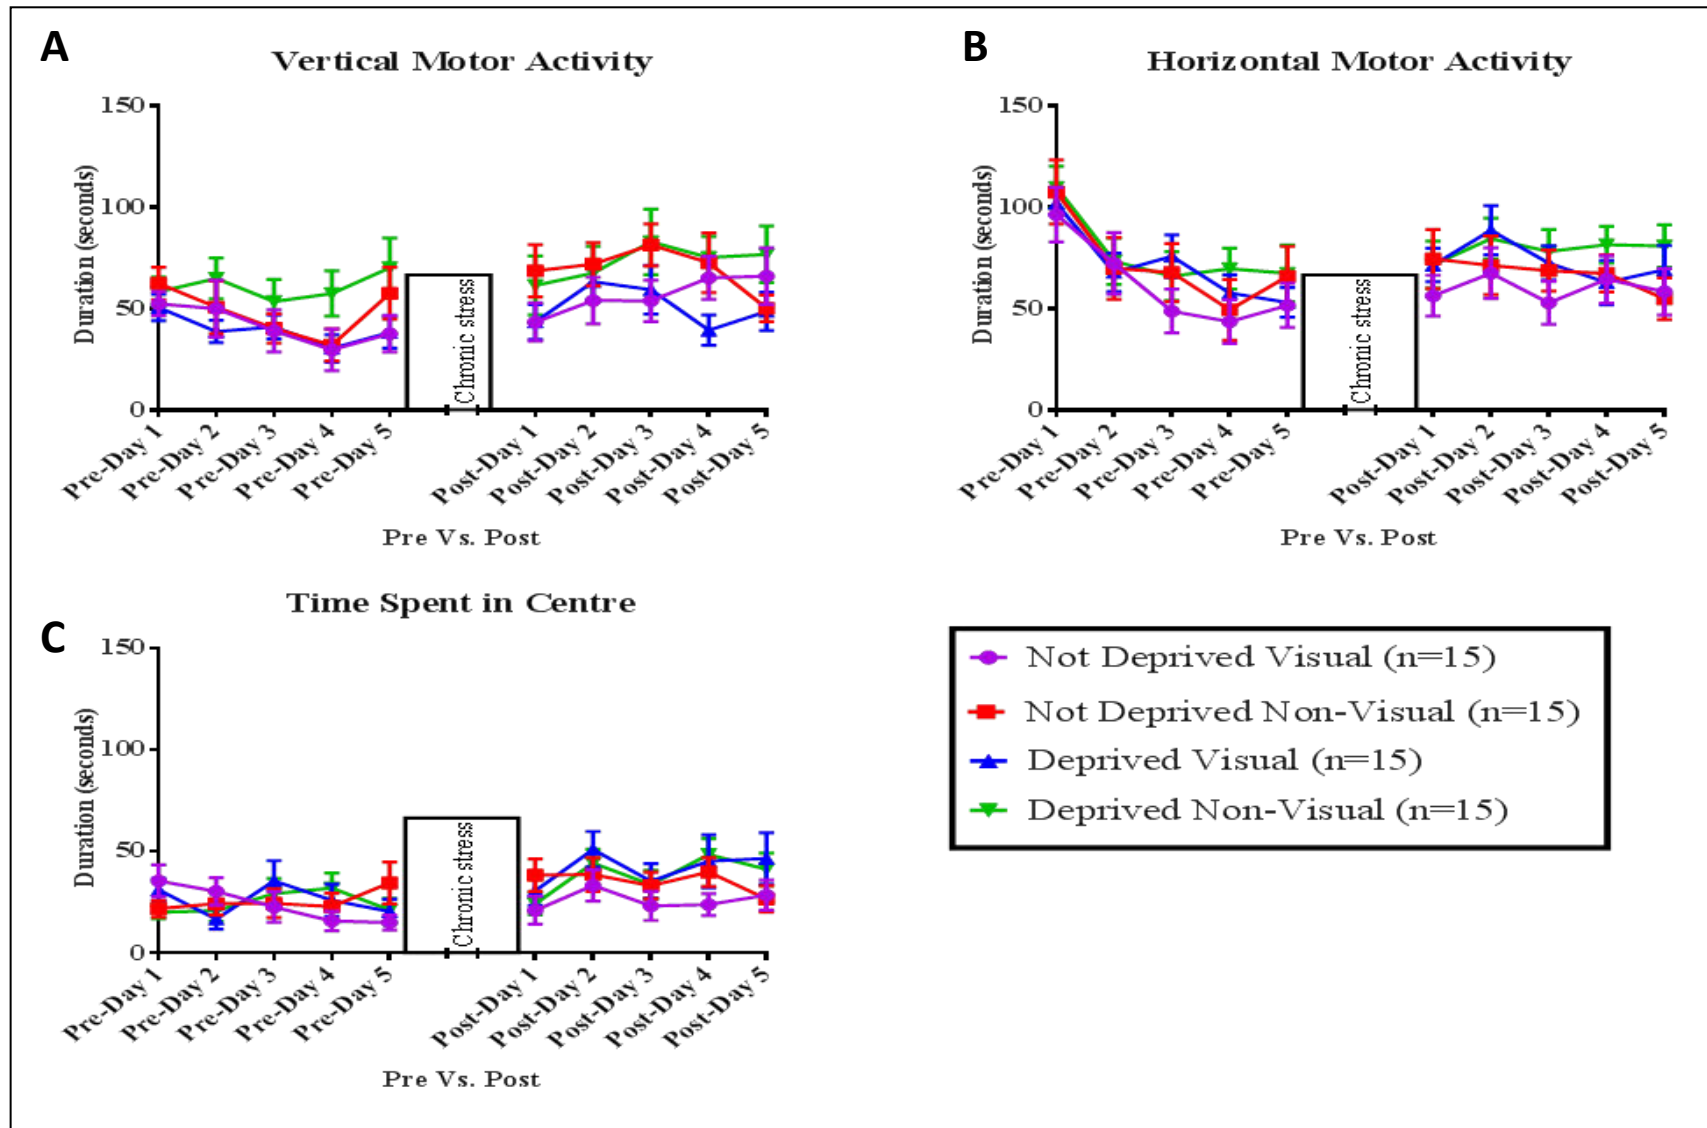 A
Vertical Motor Activity
150
100
50
0
Duration (seconds)
Chronic stress
Pre-Day 1
Pre-Day 2
Pre-Day 3
Pre-Day 4
Pre-Day 5
Post-Day 1
Post-Day 2
Post-Day 3
Post-Day 4
Post-Day 5
Pre Vs. Post
B
Horizontal Motor Activity
150
100
50
0
Duration (seconds)
Chronic stress
Pre-Day 1
Pre-Day 2
Pre-Day 3
Pre-Day 4
Pre-Day 5
Post-Day 1
Post-Day 2
Post-Day 3
Post-Day 4
Post-Day 5
Pre Vs. Post
C
Time Spent in Centre
150
100
50
0
Duration (seconds)
Chronic stress
Pre-Day 1
Pre-Day 2
Pre-Day 3
Pre-Day 4
Pre-Day 5
Post-Day 1
Post-Day 2
Post-Day 3
Post-Day 4
Post-Day 5
Pre Vs. Post
Not Deprived Visual (n=15)
Not Deprived Non-Visual (n=15)
Deprived Visual (n=15)
Deprived Non-Visual (n=15)